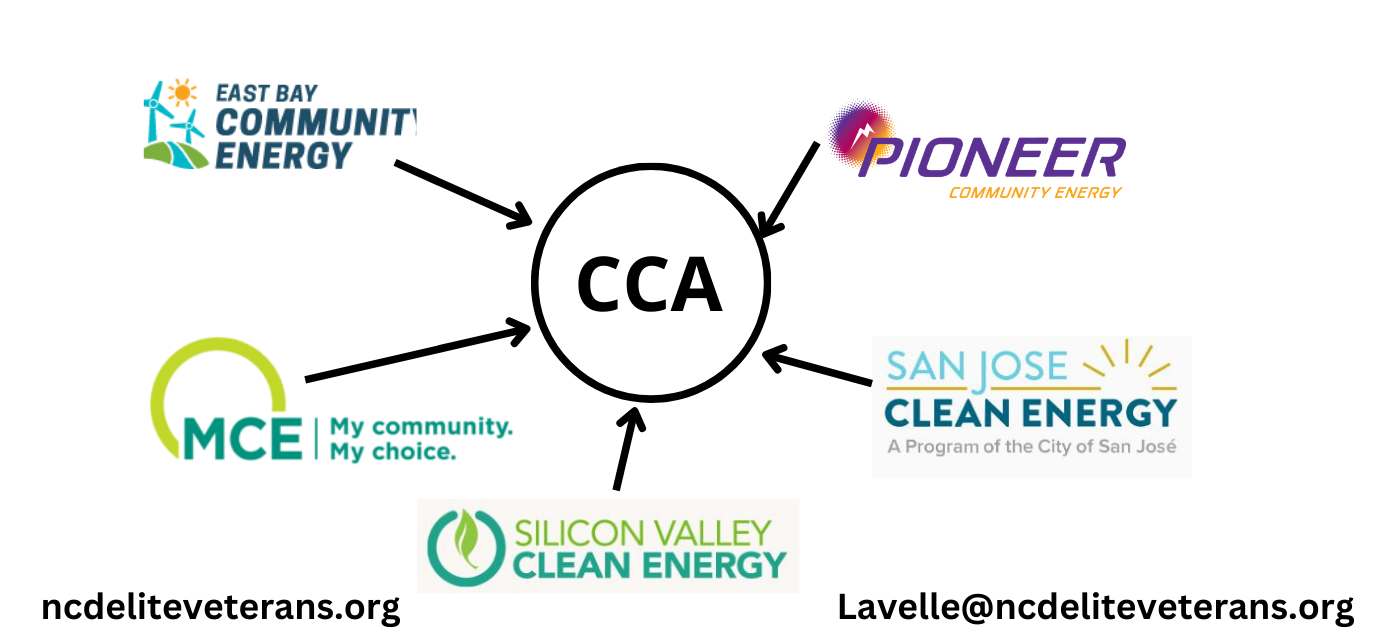 EAST BAY
COMMUNITY
ENERGY
PIONEER
COMMUNITY ENERGY
CCA
MCE
My community.
My choice.
SAN JOSE
CLEAN ENERGY
A Program of the City of San José
SILICON VALLEY
CLEAN ENERGY
ncdeliteveterans.org
Lavelle@ncdeliteveterans.org